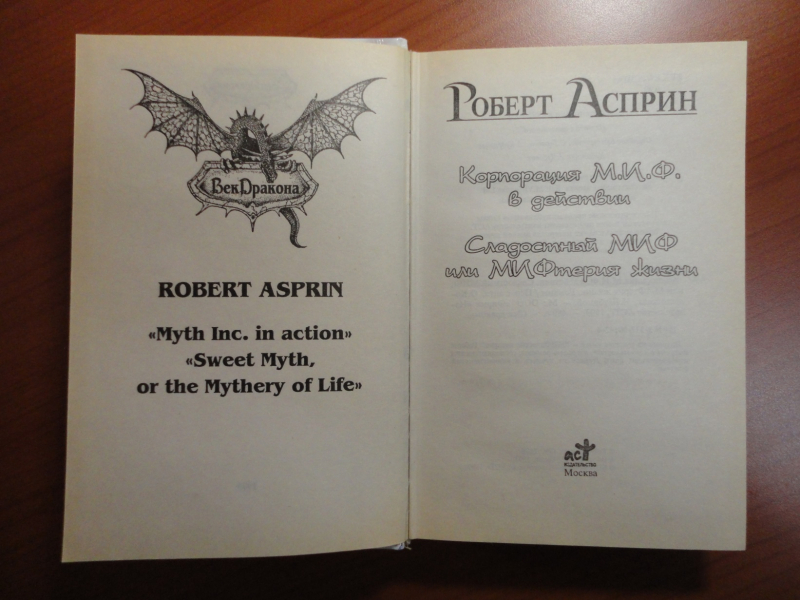 ВекДракона
ROBERT ASPRIN
«Myth Inc. in action»
«Sweet Myth,
or the Mythery of Life»
РОБЕРТ АСПРИН
Корпорация М.И.Ф.
в действии
Сладостный МИФ
или МИФтерия жизни
аст
издательство
Москва